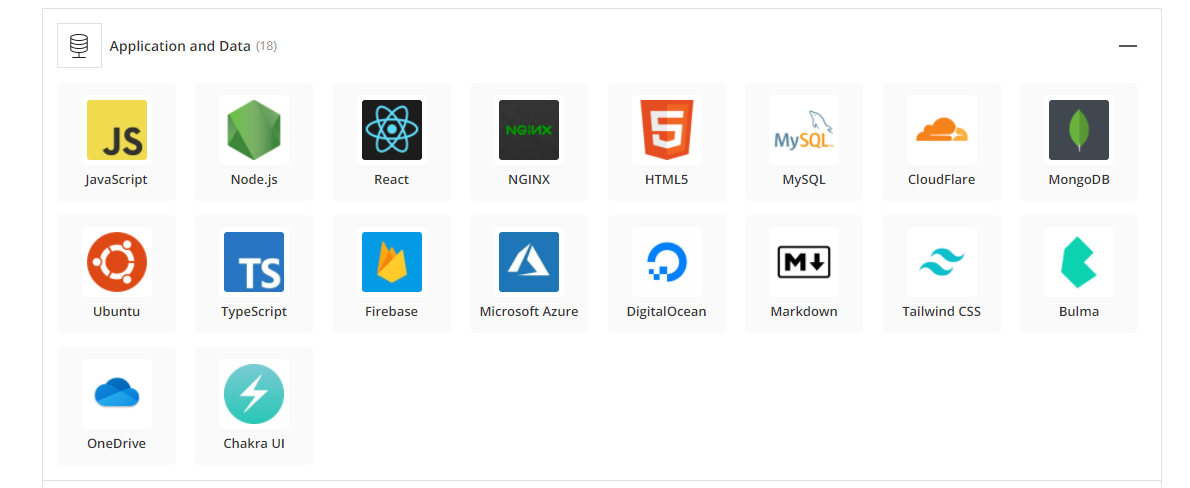 Application and Data (18)
JS
JavaScript
Node.js
React
NGINX
NGINX
HTML5
MySQL
MySQL
CloudFlare
MongoDB
Ubuntu
TS
TypeScript
Firebase
Microsoft Azure
DigitalOcean
M
Markdown
Tailwind CSS
Bulma
OneDrive
Chakra UI